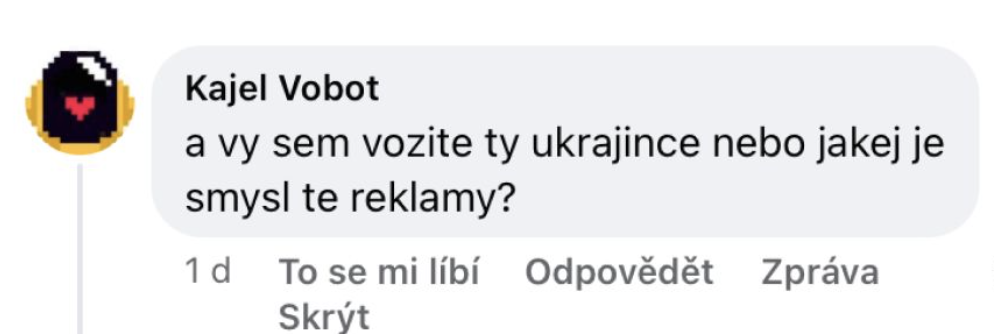 Kajel Vobot
a vy sem vozite ty ukrajince nebo jakej je
smysl te reklamy?
1 d To se mi líbí Odpovědět Zpráva
Skrýt